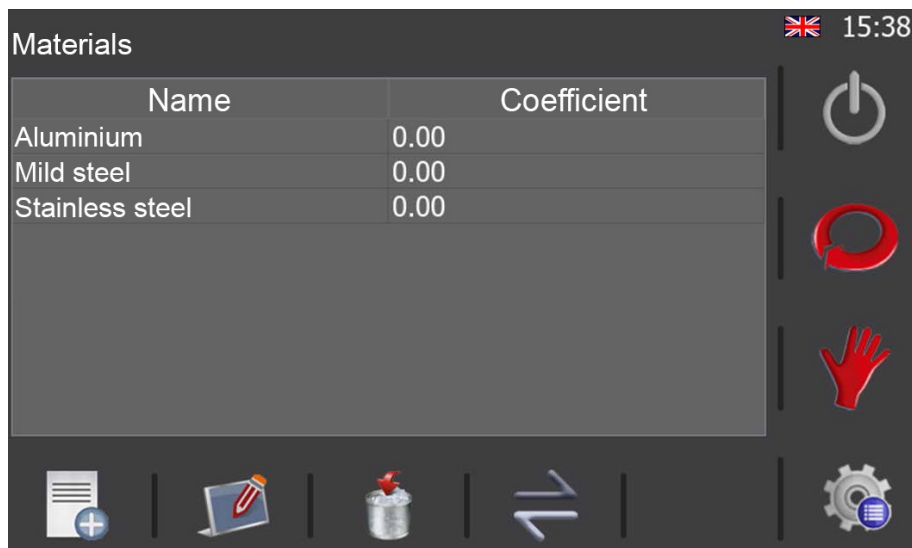 15:38
Materials
Name Coefficient
Aluminium 0.00
Mild steel 0.00
Stainless steel 0.00